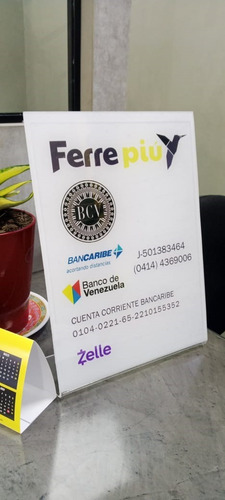 Ferre piu
BCV
BANCARIBE
acortando distancias
J-501383464
(0414) 4369006
Banco de
Venezuela
CUENTA CORRIENTE BANCARIBE
0104-0221-65-2210155352
Zelle